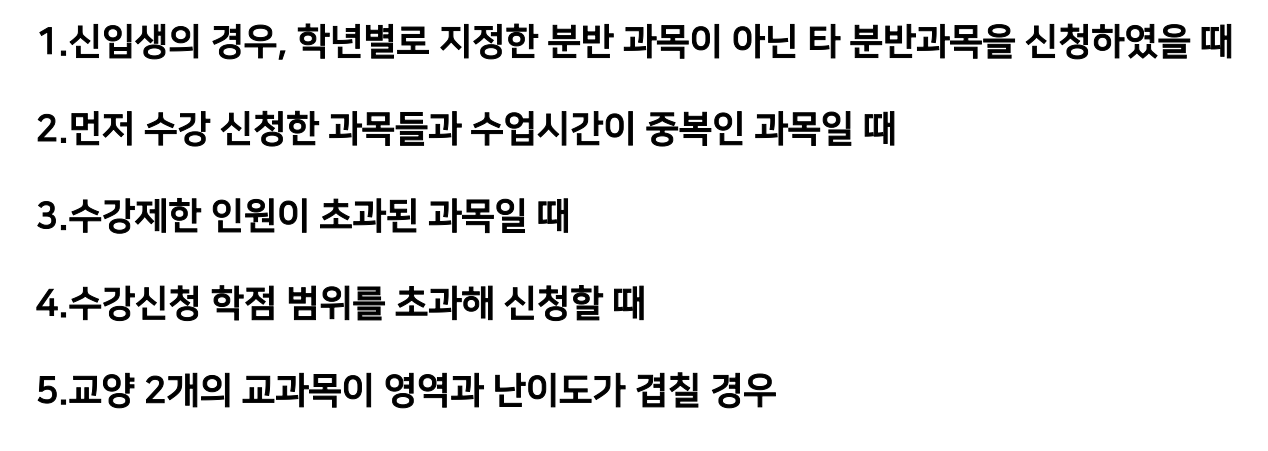 1.신입생의 경우, 학년별로 지정한 분반 과목이 아닌 타 분반과목을 신청하였을 때
2.먼저 수강 신청한 과목들과 수업시간이 중복인 과목일 때
3.수강제한 인원이 초과된 과목일 때
4.수강신청 학점 범위를 초과해 신청할 때
5.교양 2개의 교과목이 영역과 난이도가 겹칠 경우